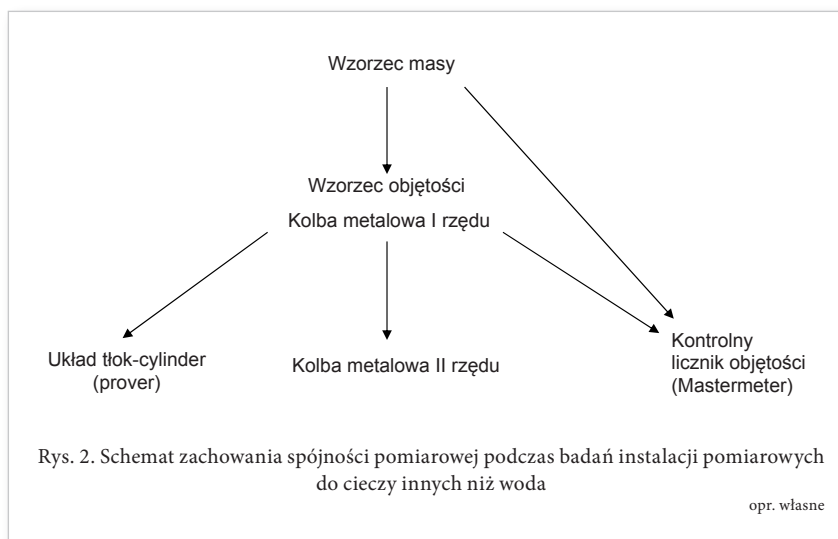 Wzorzec masy
Wzorzec objętości
Kolba metalowa I rzędu
Układ tłok-cylinder
(prover)
Kolba metalowa II rzędu
Kontrolny
licznik objętości
(Mastermeter)
Rys. 2. Schemat zachowania spójności pomiarowej podczas badań instalacji pomiarowych
do cieczy innych niż woda
opr. własne